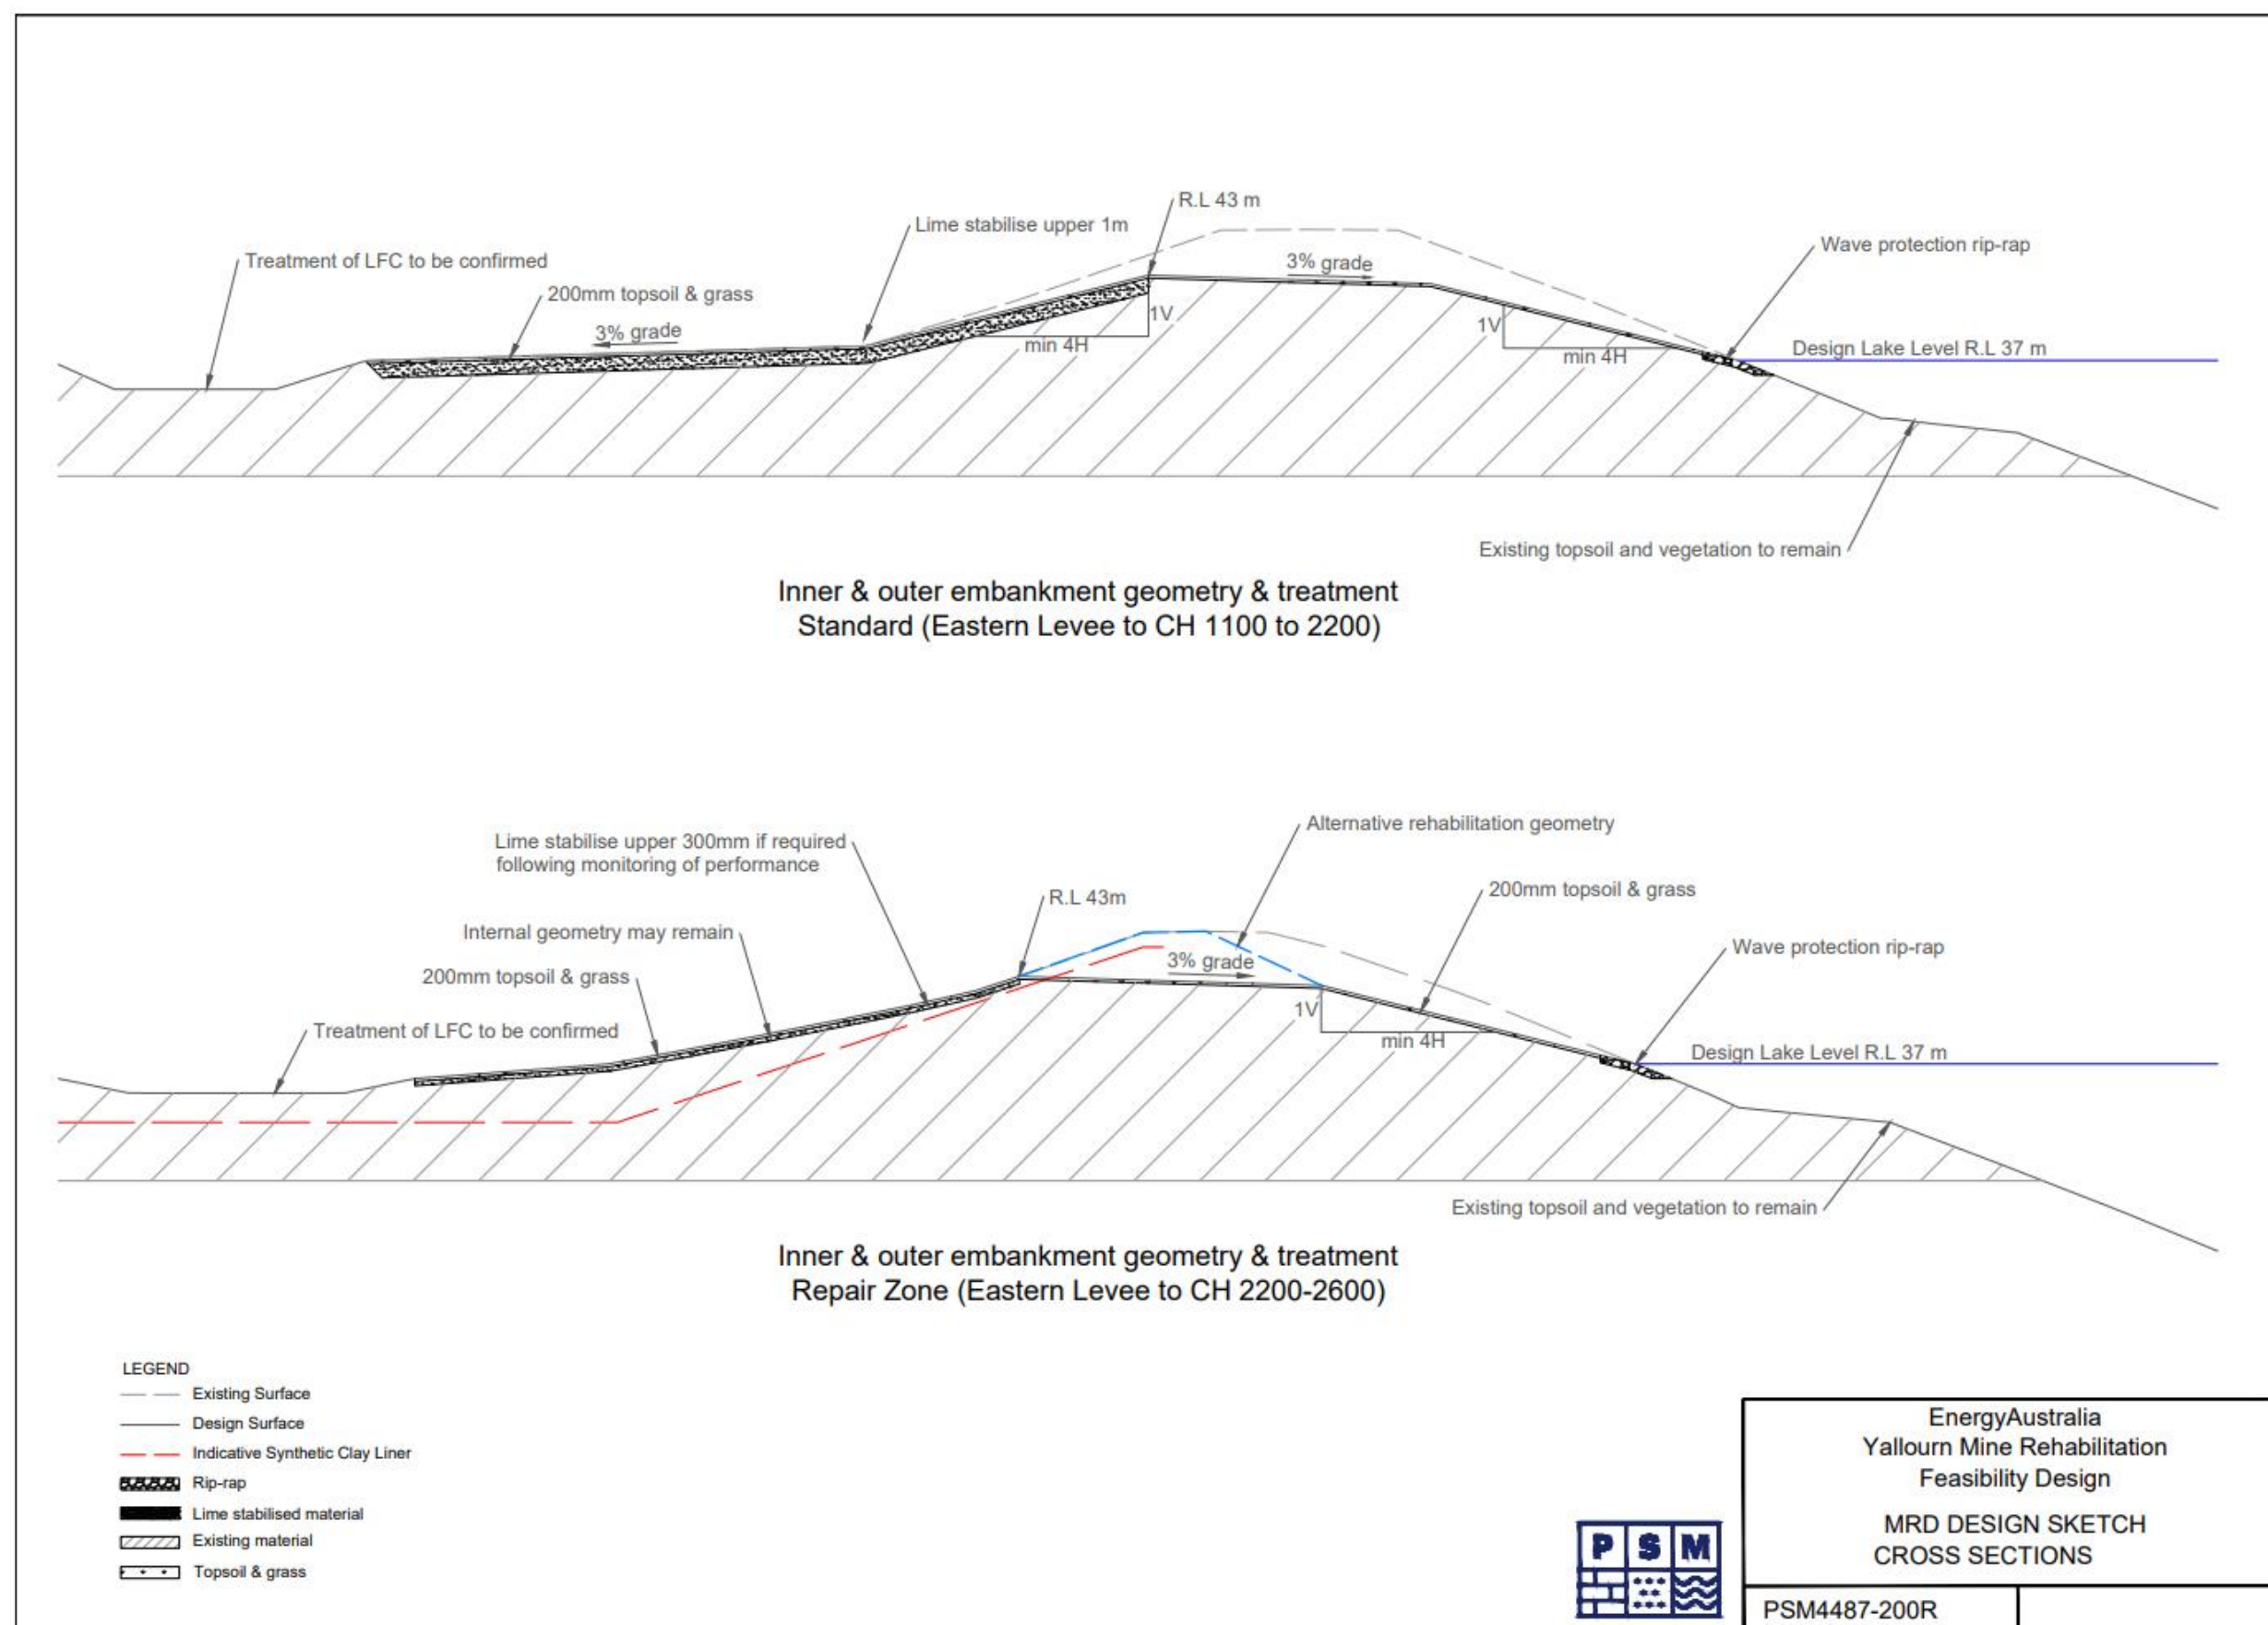 R.L 43 m
Lime stabilise upper 1m
Wave protection rip-rap
Treatment of LFC to be confirmed
3% grade
200mm topsoil & grass
1V
1V
3% grade
min 4H
min 4H
Design Lake Level R.L 37 m
Existing topsoil and vegetation to remain
Inner & outer embankment geometry & treatment
Standard (Eastern Levee to CH 1100 to 2200)
Alternative rehabilitation geometry
Lime stabilise upper 300mm if required
following monitoring of performance
200mm topsoil & grass
R.L 43m
Internal geometry may remain
Wave protection rip-rap
3% grade
200mm topsoil & grass
1V
Treatment of LFC to be confirmed
min 4H
Design Lake Level R.L 37 m
Existing topsoil and vegetation to remain
Inner & outer embankment geometry & treatment
Repair Zone (Eastern Levee to CH 2200-2600)
LEGEND
Existing Surface
Design Surface
Indicative Synthetic Clay Liner
Rip-rap
Lime stabilised material
Existing material
Topsoil & grass
PSM
EnergyAustralia
Yallourn Mine Rehabilitation
Feasibility Design
MRD DESIGN SKETCH
CROSS SECTIONS
PSM4487-200R